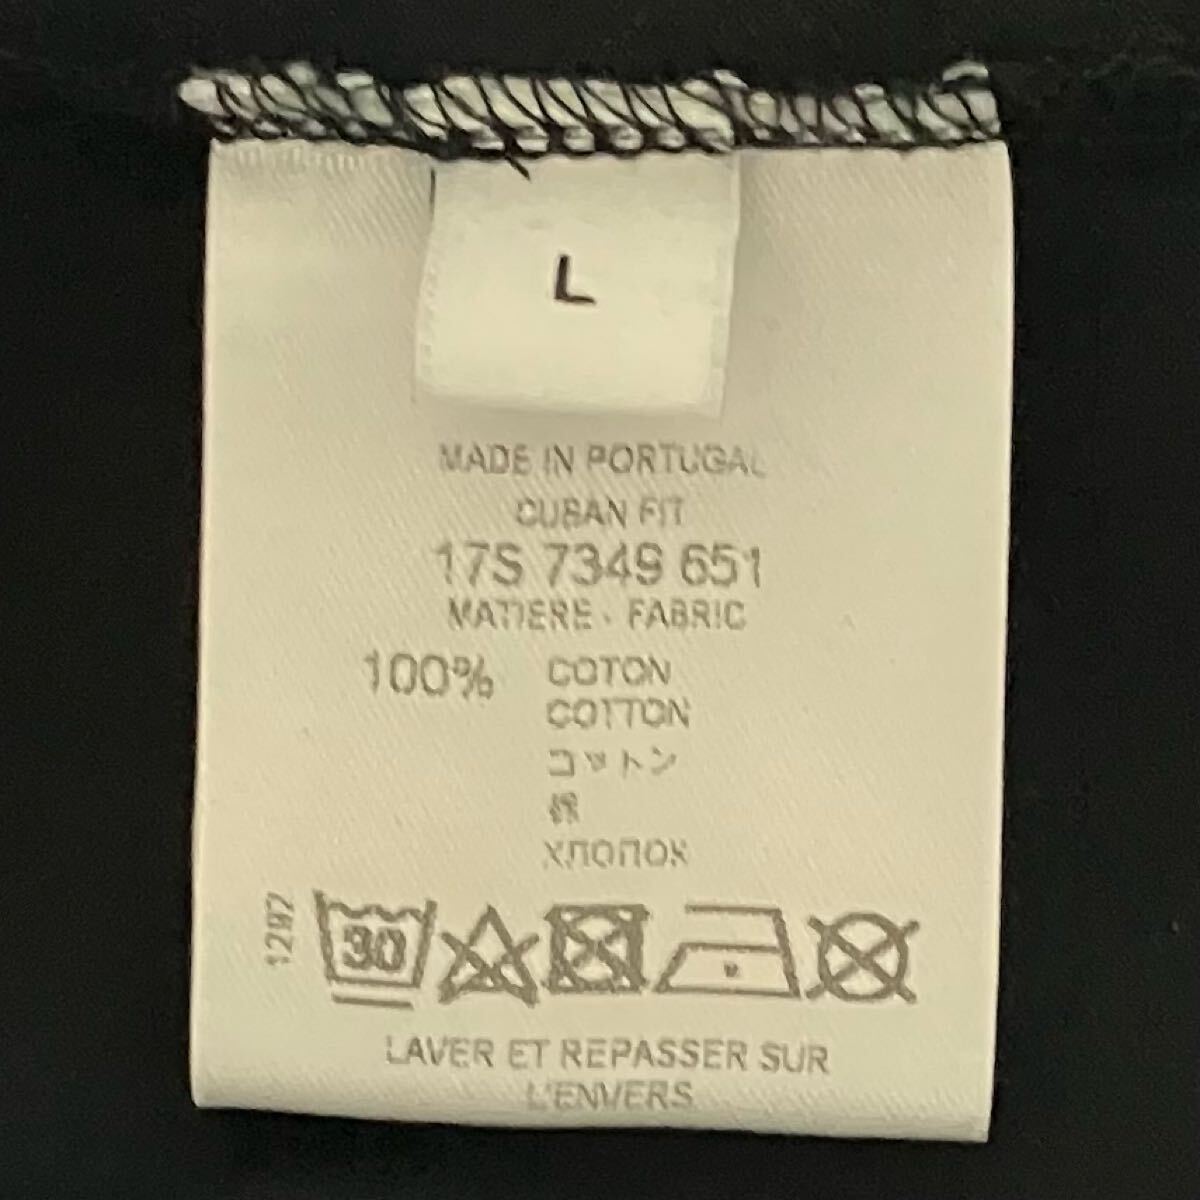 L
MADE IN PORTUGAL
CUBAN FIT
17S 7349 651
MATIERE - FABRIC
100% COTON
COTTON
コットン
棉
ХЛОПОК
1297
30
LAVER ET REPASSER SUR
L'ENVERS